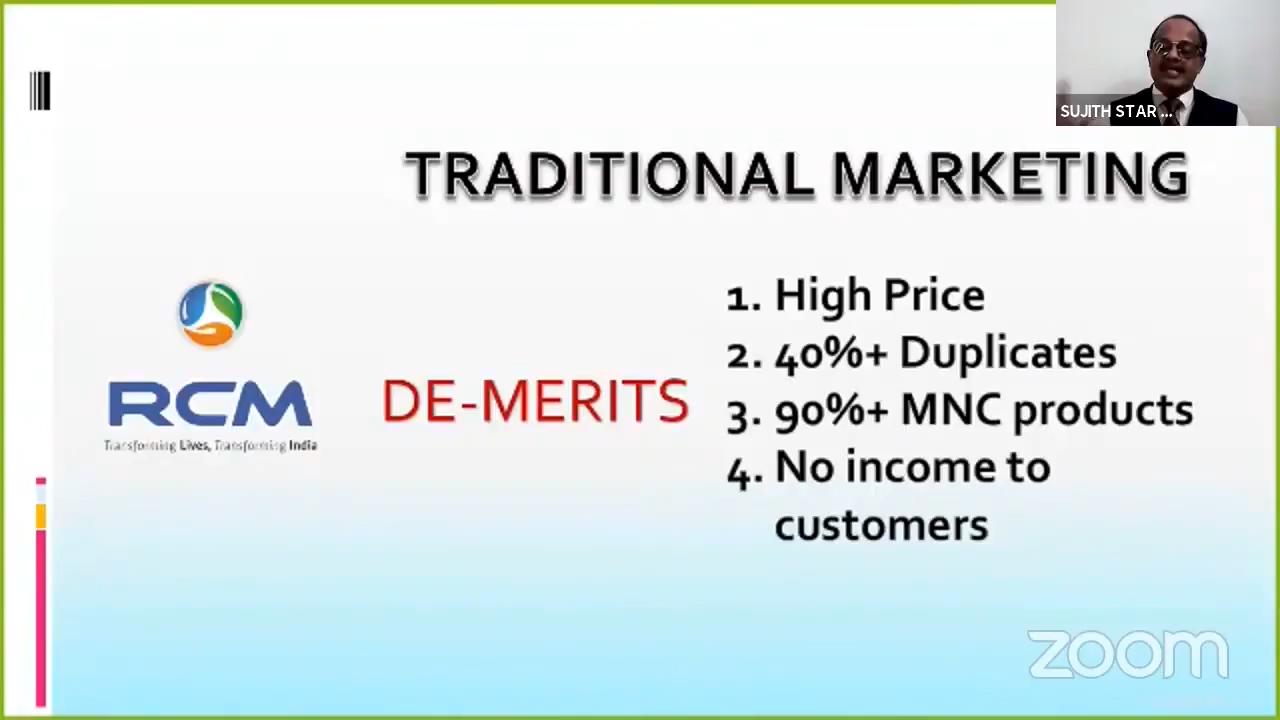 SUJITH STAR ...
TRADITIONAL MARKETING
RCM
Transforming Lives, Transforming India
DE-MERITS
1. High Price
2. 40%+ Duplicates
3. 90%+ MNC products
4. No income to
customers
zoom